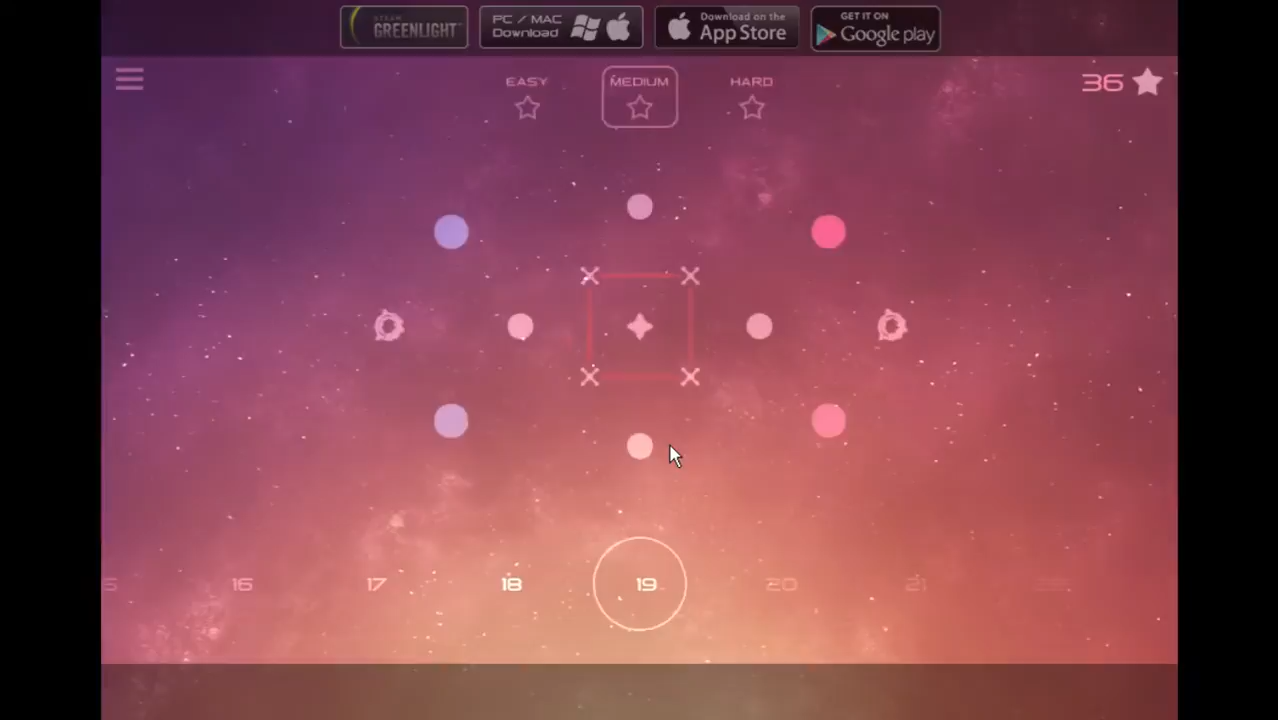 STEAM
GREENLIGHT
PC / MAC
Download
Download on the
App Store
GET IT ON
Google play
EASY
MEDIUM
HARD
36
16
17
18
19
20
21